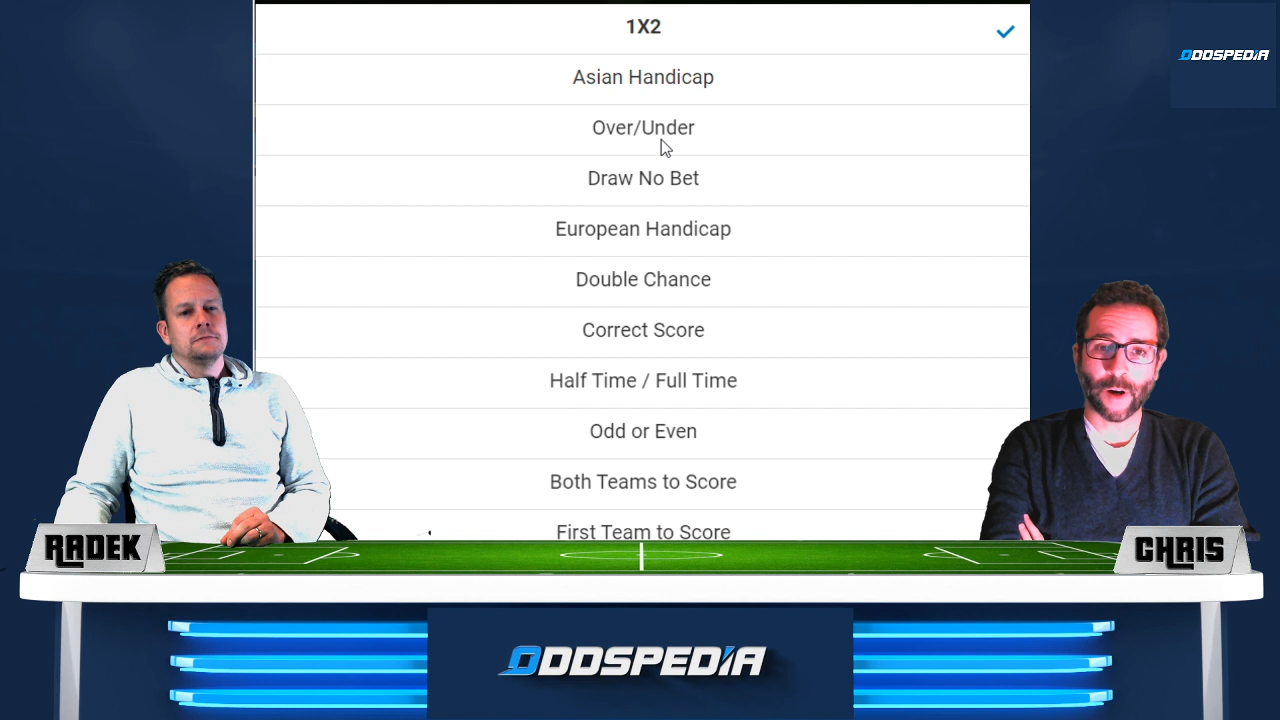 1X2
ODDSPEDIA
Asian Handicap
Over/Under
Draw No Bet
European Handicap
Double Chance
Correct Score
Half Time / Full Time
Odd or Even
Both Teams to Score
First Team to Score
RADEK
CHRIS
ODDSPEDIA